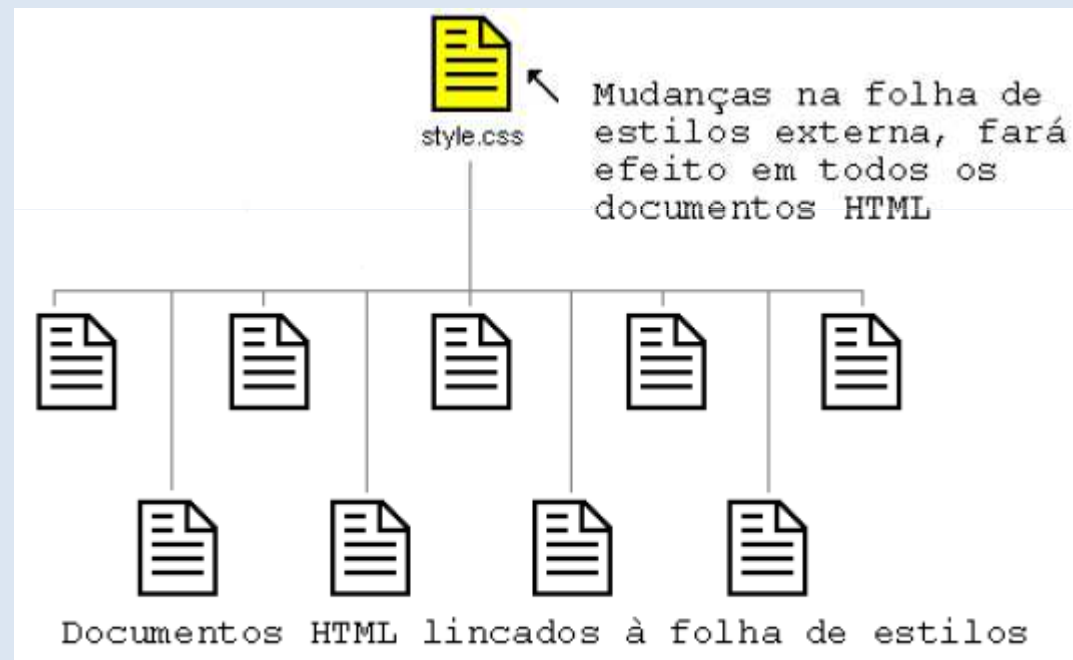 style.css
Mudanças na folha de
estilos externa, fará
efeito em todos os
documentos HTML
Documentos HTML lincados à folha de estilos